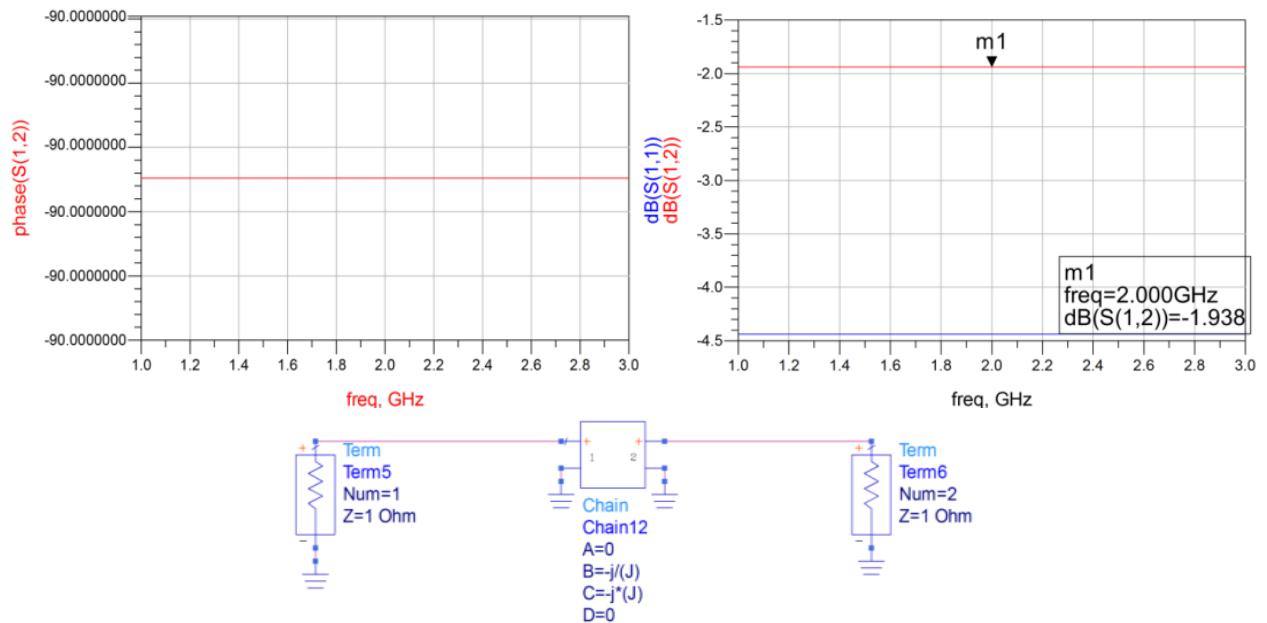 -90.0000000
-90.0000000
-90.0000000
-90.0000000
-90.0000000
-90.0000000
phase(S(1,2))
1.0 1.2 1.4 1.6 1.8 2.0 2.2 2.4 2.6 2.8 3.0
freq, GHz
-1.5
-2.0
-2.5
-3.0
-3.5
-4.0
-4.5
dB(S(1,1))
dB(S(1,2))
m1
m1
freq=2.000GHz
dB(S(1,2))=-1.938
1.0 1.2 1.4 1.6 1.8 2.0 2.2 2.4 2.6 2.8 3.0
freq, GHz
+
Term
Term5
Num=1
Z=1 Ohm
-
+ +
1 2
Chain
Chain12
A=0
B=-j/(J)
C=-j*(J)
D=0
+
Term
Term6
Num=2
Z=1 Ohm
-